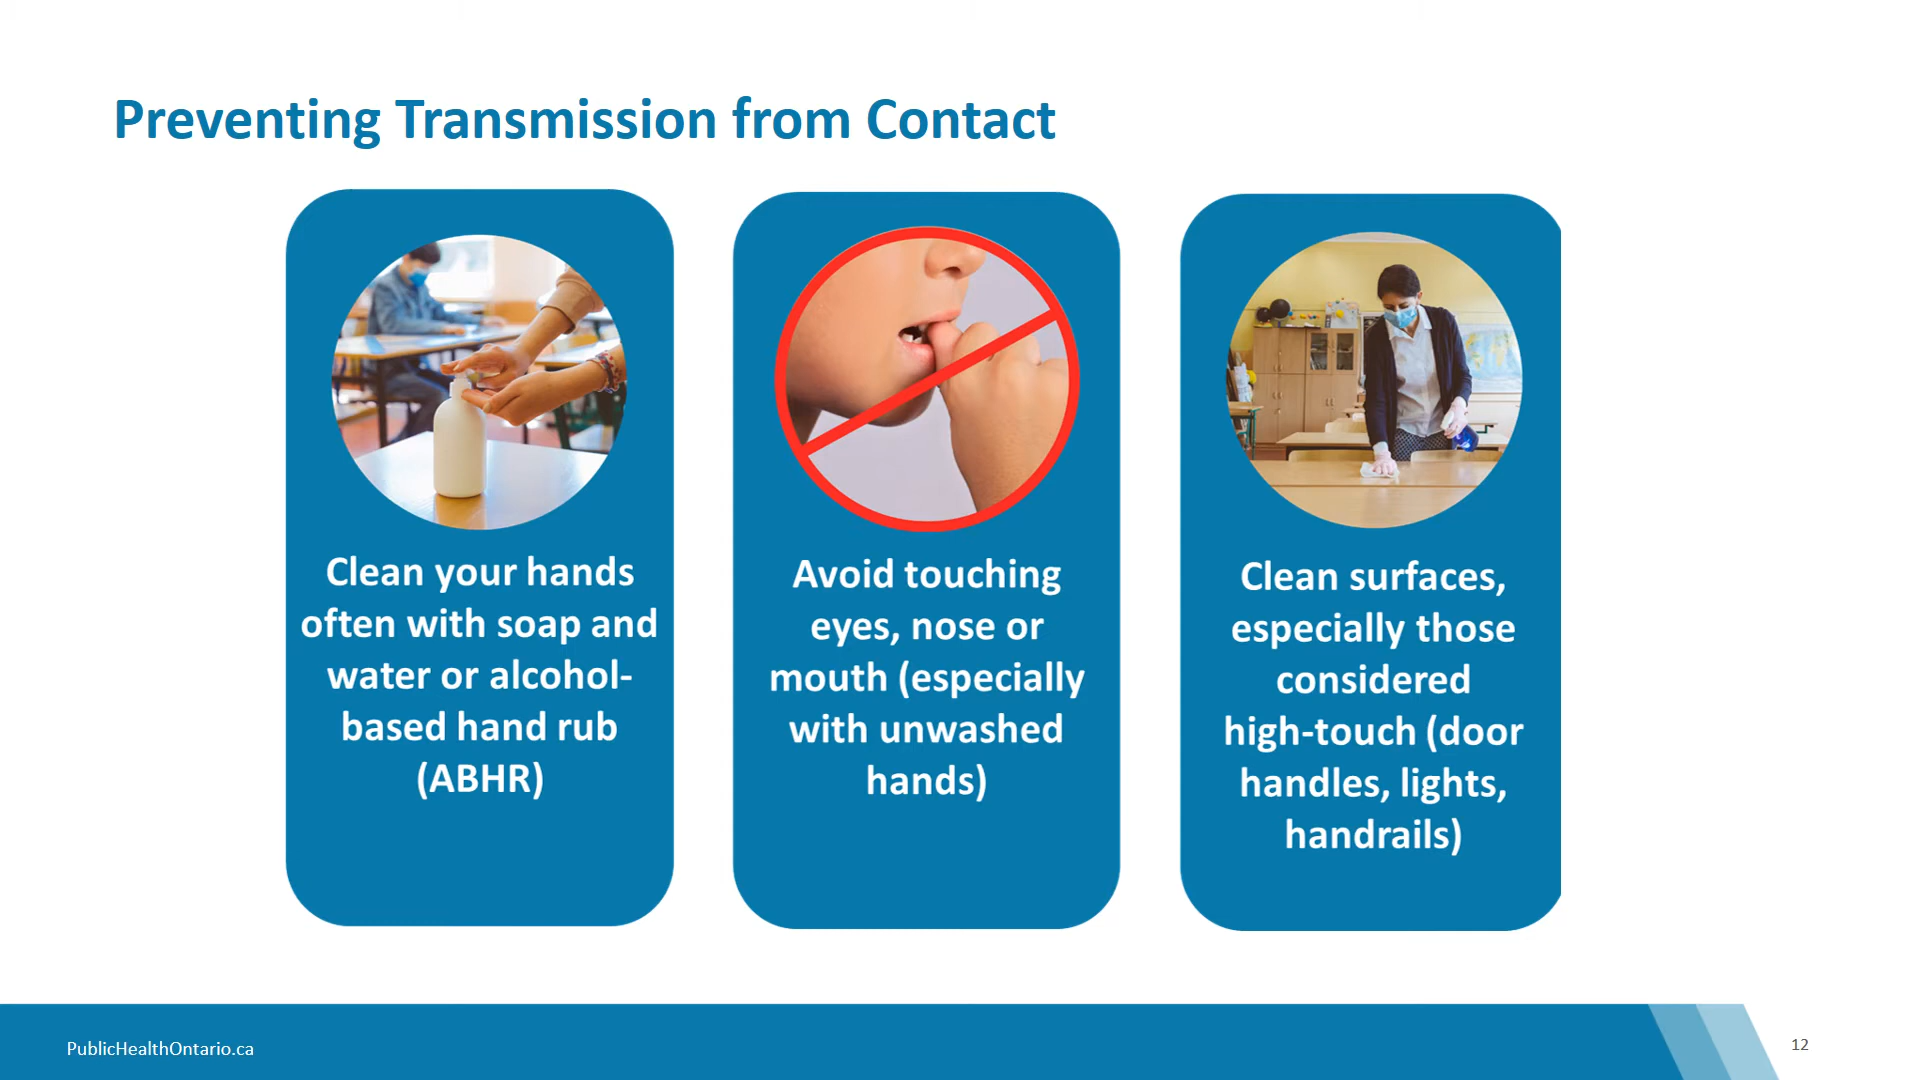 Preventing Transmission from Contact
Clean your hands
often with soap and
water or alcohol-
based hand rub
(ABHR)
Avoid touching
eyes, nose or
mouth (especially
with unwashed
hands)
Clean surfaces,
especially those
considered
high-touch (door
handles, lights,
handrails)
PublicHealthOntario.ca
12